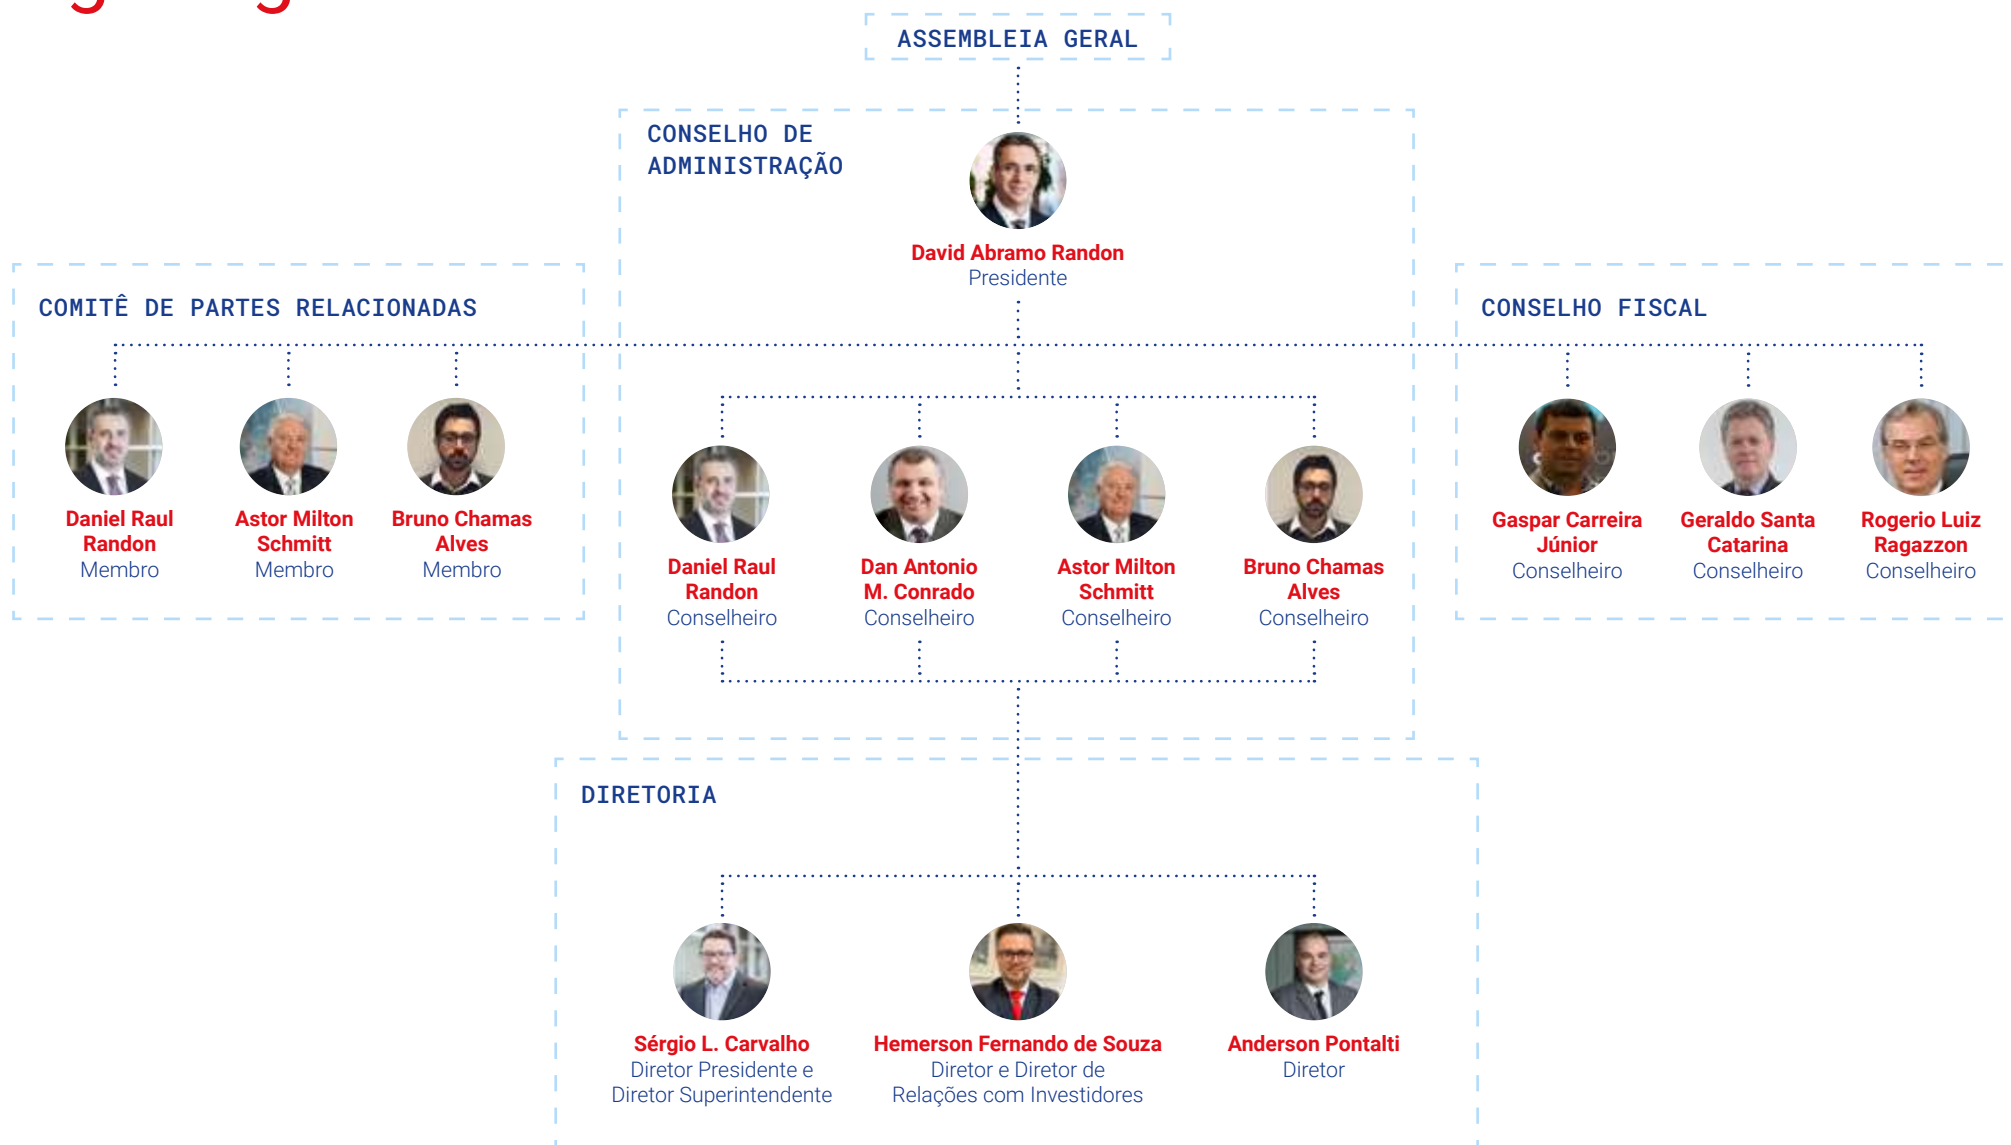 ASSEMBLEIA GERAL
CONSELHO DE
ADMINISTRAÇÃO
David Abramo Randon
Presidente
COMITÊ DE PARTES RELACIONADAS
Daniel Raul
Randon
Membro
Astor Milton
Schmitt
Membro
Bruno Chamas
Alves
Membro
Daniel Raul
Randon
Conselheiro
Dan Antonio
M. Conrado
Conselheiro
Astor Milton
Schmitt
Conselheiro
Bruno Chamas
Alves
Conselheiro
CONSELHO FISCAL
Gaspar Carreira
Júnior
Conselheiro
Geraldo Santa
Catarina
Conselheiro
Rogerio Luiz
Ragazzon
Conselheiro
DIRETORIA
Sérgio L. Carvalho
Diretor Presidente e
Diretor Superintendente
Hemerson Fernando de Souza
Diretor e Diretor de
Relações com Investidores
Anderson Pontalti
Diretor